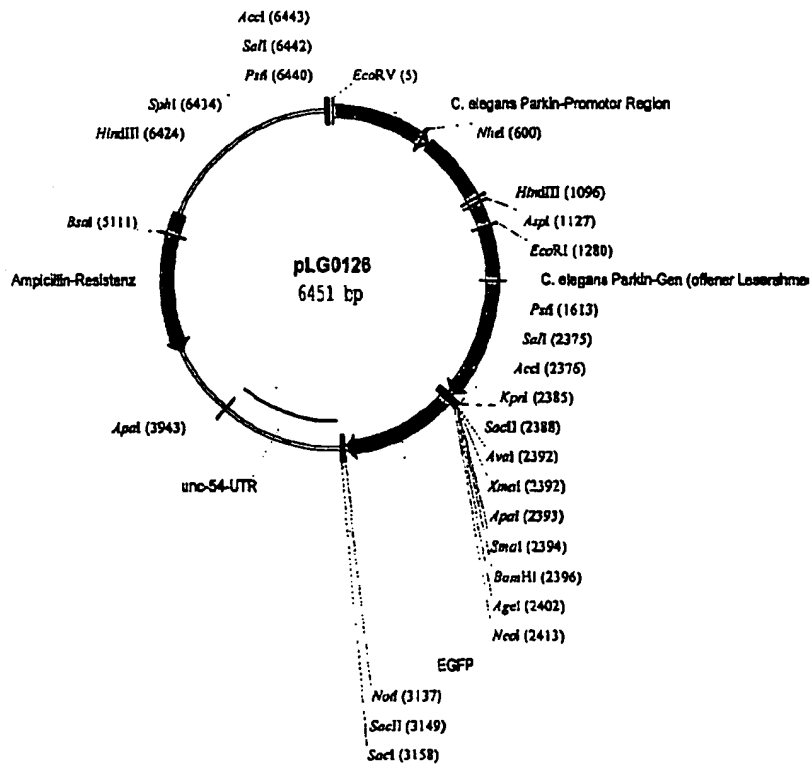 AccI (6443)
SalI (6442)
PstI (6440)
EcoRV (5)
SphI (6434)
C. elegans Parkin-Promotor Region
HindIII (6424)
NheI (600)
HindIII (1096)
BsaI (5111)
AspI (1127)
EcoRI (1280)
pLG0126
6451 bp
Ampicillin-Resistenz
C. elegans Parkin-Gen (offener Leserahme
PstI (1613)
SalI (2375)
AccI (2376)
KpnI (2385)
ApaI (3943)
SacII (2388)
AvaI (2392)
unc-54-UTR
XmaI (2392)
ApaI (2393)
SmaI (2394)
BamHI (2396)
AgeI (2402)
NcoI (2413)
EGFP
NotI (3137)
SacII (3149)
SacI (3158)